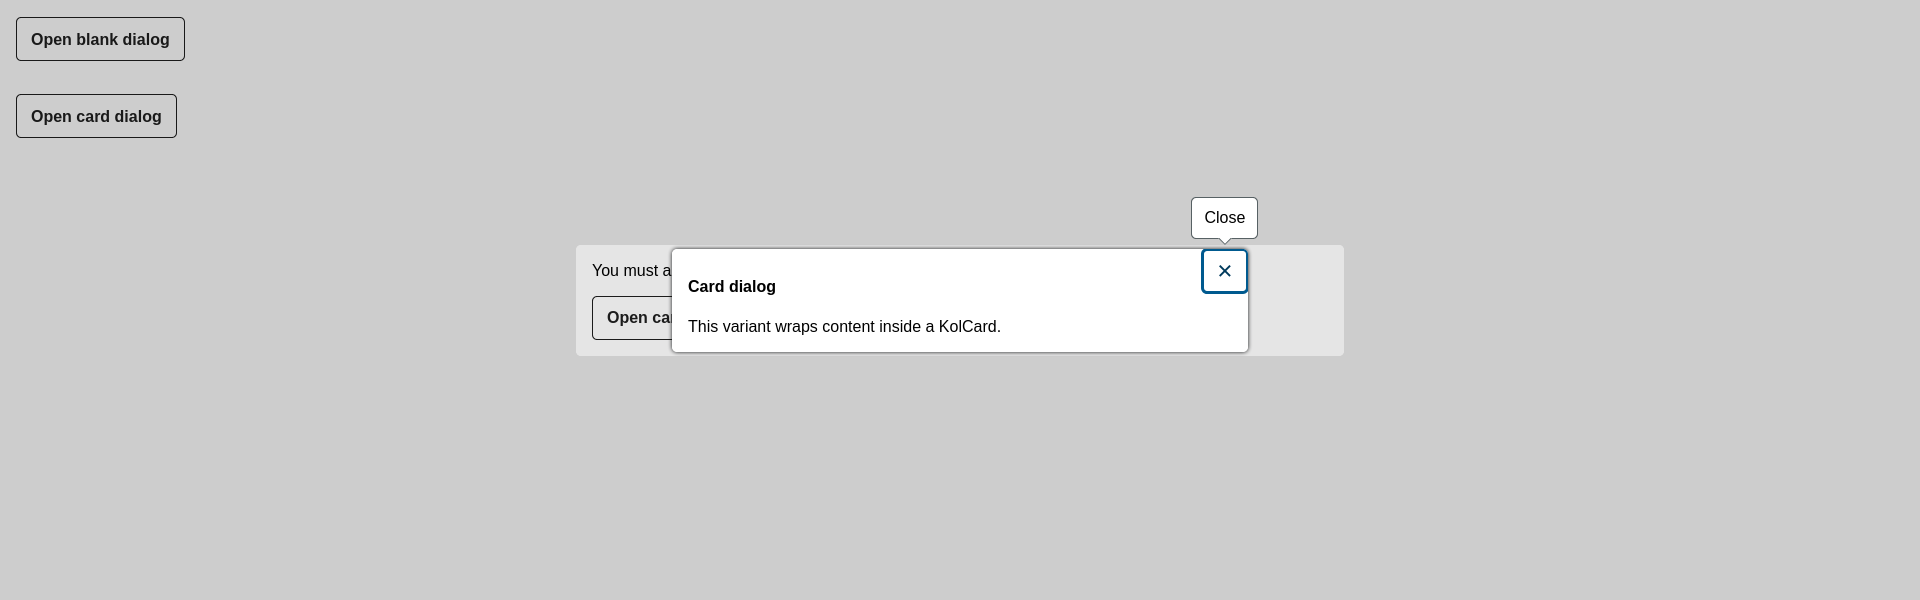 Open blank dialog
Open card dialog
Close
You must a
Card dialog
Open ca
This variant wraps content inside a KolCard.